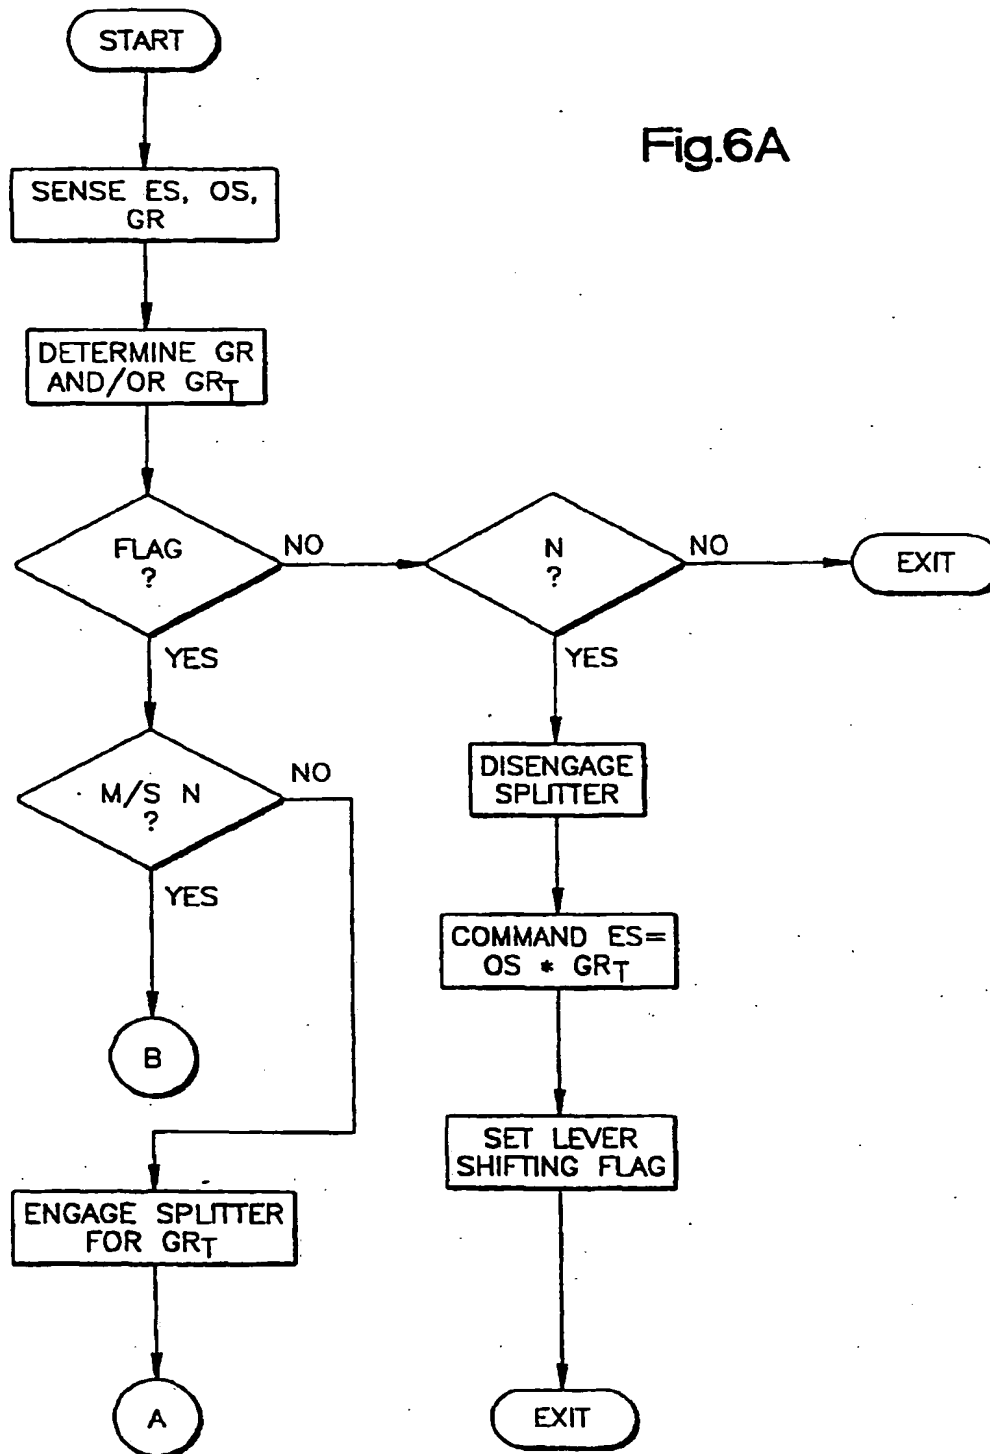 START
Fig.6A
SENSE ES, OS,
GR
DETERMINE GR
AND/OR GRT
FLAG
?
NO
N
?
NO
EXIT
YES
YES
M/S N
?
NO
DISENGAGE
SPLITTER
YES
COMMAND ES=
OS * GRT
B
SET LEVER
SHIFTING FLAG
ENGAGE SPLITTER
FOR GRT
A
EXIT